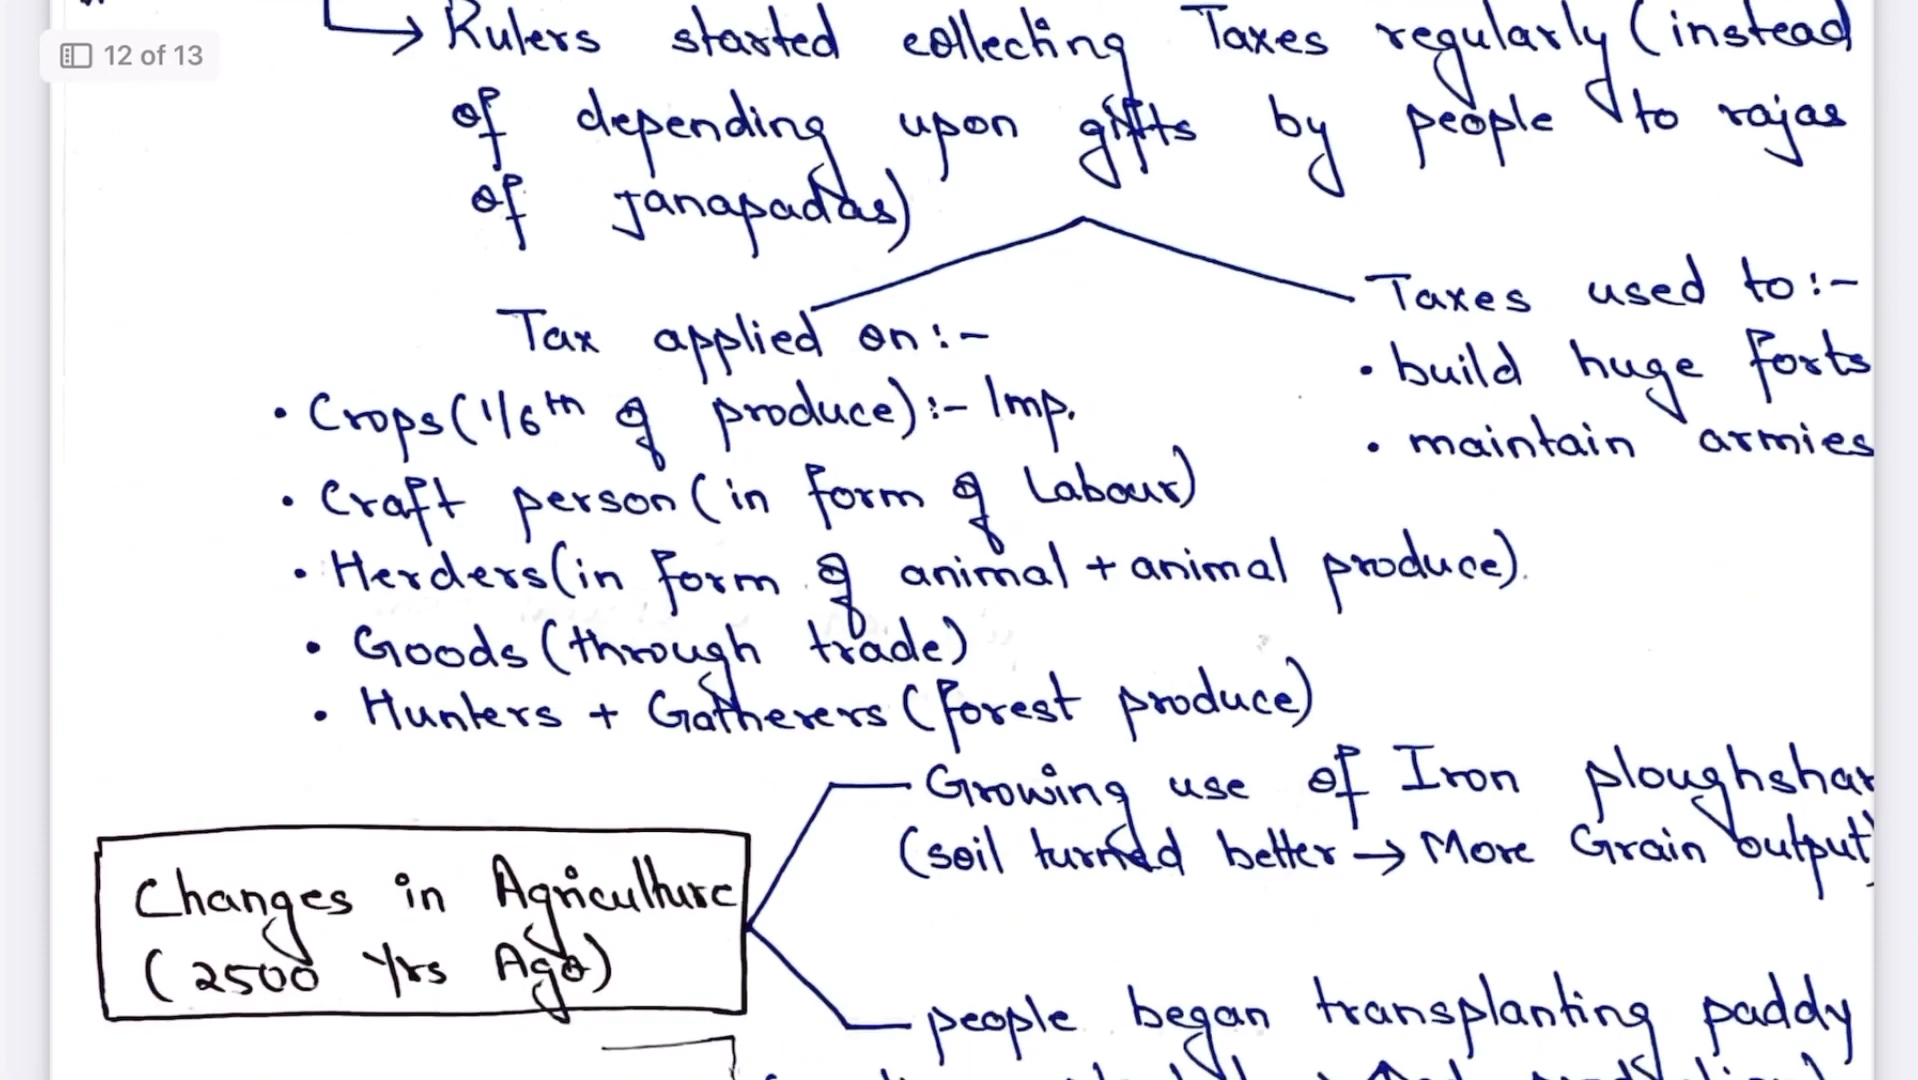 12 of 13
→ Rulers started collecting Taxes regularly (instead
of depending upon gifts by people to rajas
of Janapadas)
Tax applied on :-
Taxes used to :-
• build huge forts
• maintain armies
• Crops (1/6th of produce) :- Imp.
• Craft person (in form of Labour)
• Herders (in form of animal + animal produce).
• Goods (through trade)
• Hunters + Gatherers (forest produce)
Growing use of Iron ploughshar
(soil turned better → More Grain output)
Changes in Agriculture
(2500 Yrs Ago)
people began transplanting paddy